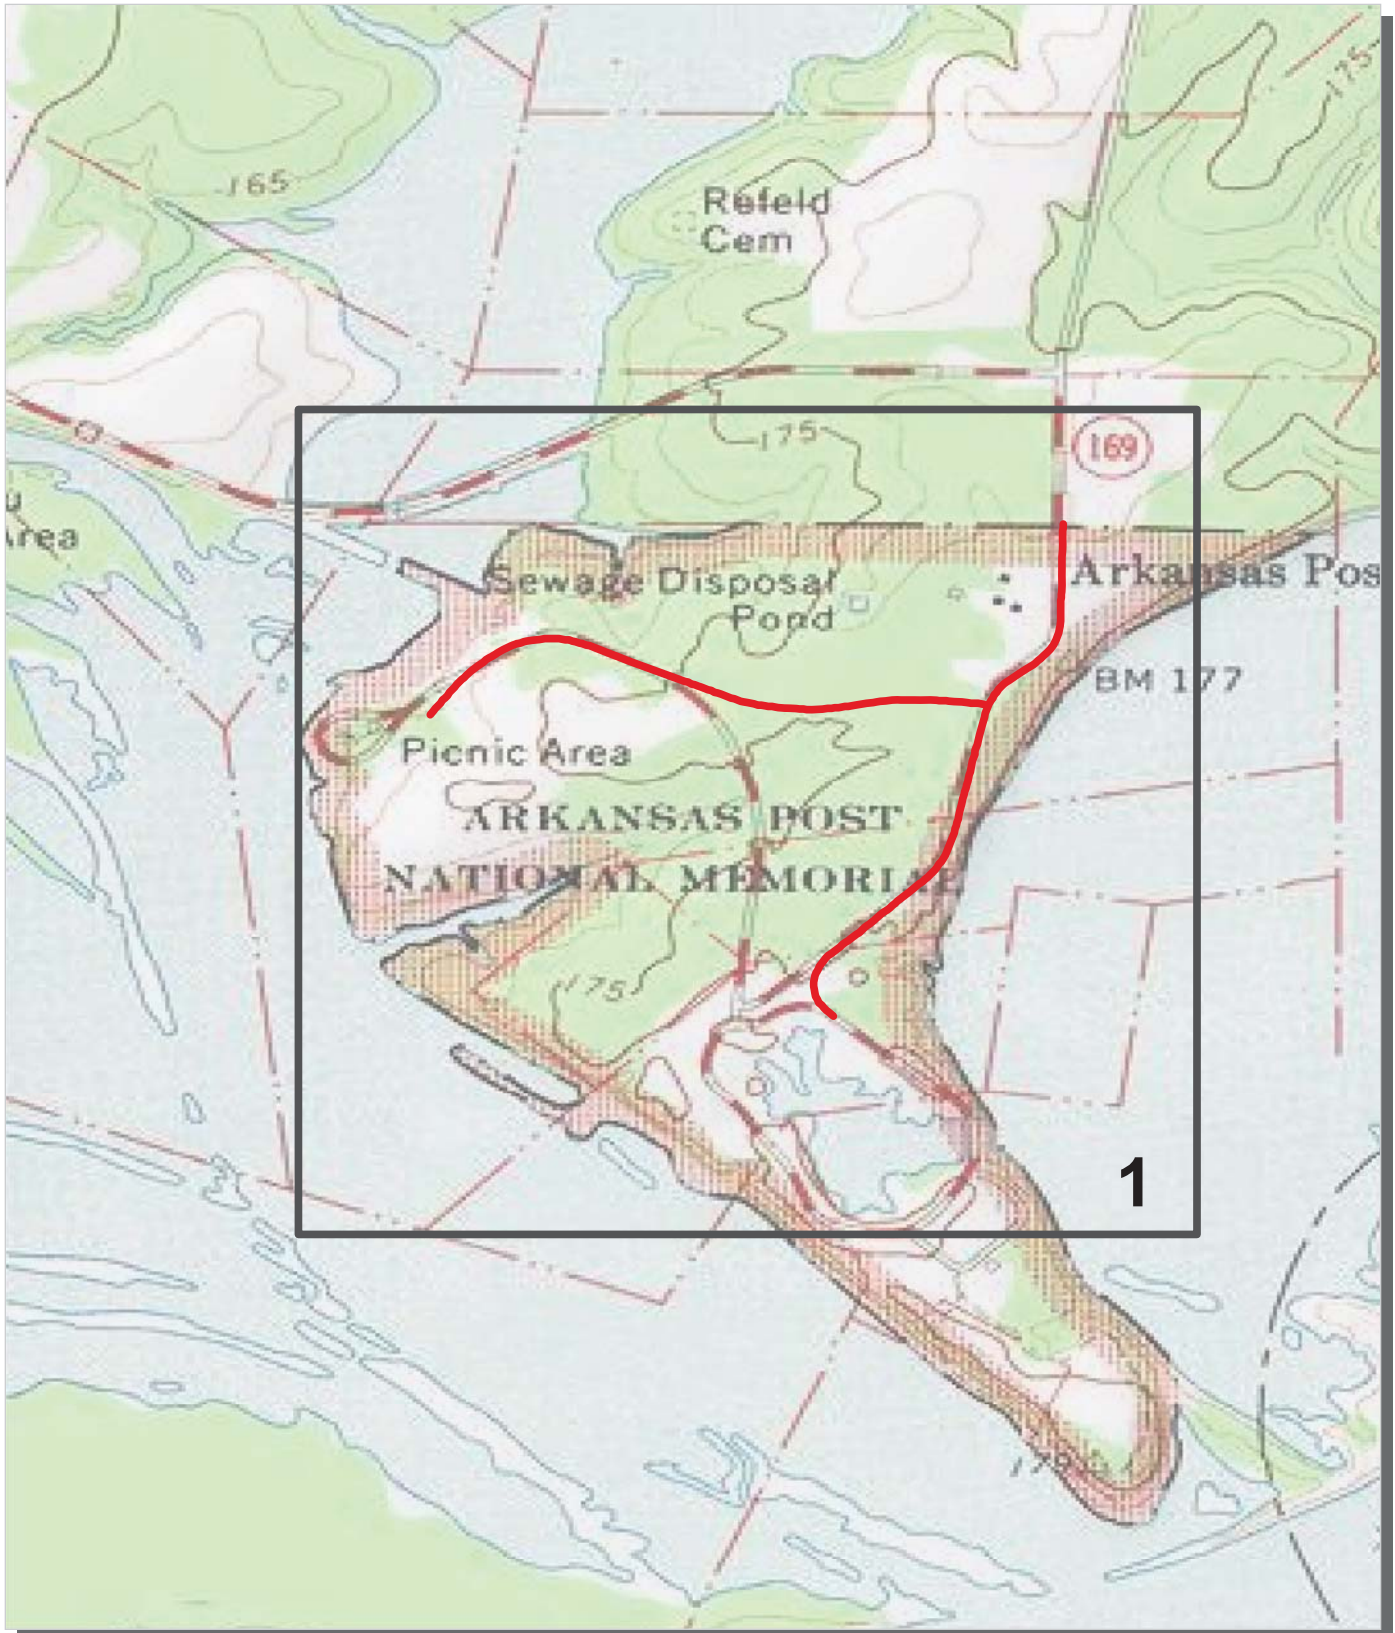 175
165
Refeld
Cem
175
169
u
Area
Sewage Disposal
Pond
Arkansas Pos
BM 177
Picnic Area
ARKANSAS POST
NATIONAL MEMORIAL
175
1